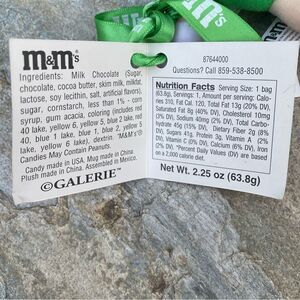 m&m's
Ingredients: Milk Chocolate (Sugar,
chocolate, cocoa butter, skim milk, milkfat,
lactose, soy lecithin, salt, artificial flavors),
sugar, cornstarch, less than 1% - corn
syrup, gum acacia, coloring (includes red
40 lake, yellow 6, yellow 5, blue 2 lake, red
40, blue 1 lake, blue 1, blue 2, yellow 5
lake, yellow 6 lake), dextrin. "M&M'S®
Candies May Contain Peanuts.
Candy made in USA. Mug made in China.
Plush made in China. Assembled in Mexico.
©GALERIE™
87644000
Questions? Call 859-538-8500
Nutrition Facts Serving Size: 1 bag
(63.8g), Servings: 1, Amount Serving: Calo-
ries 310, Fat Cal. 120, Total Fat 13g (20% DV),
Saturated Fat 8g (40% DV), Cholesterol 10mg
(3% DV), Sodium 40mg (2% DV), Total Carbo-
hydrate 45g (15% DV), Dietary Fiber 2g (8%
DV), Sugars 41g, Protein 3g, Vitamin A (2%
DV), Vitamin C (0% DV), Calcium (6% DV), Iron
(4% DV). *Percent Daily Values (DV) are based
on a 2,000 calorie diet.
Net Wt. 2.25 oz (63.8g)